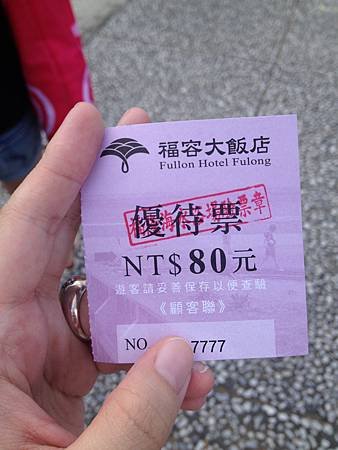 福容大飯店
Fullon Hotel Fulong
優待票
NT$80元
遊客請妥善保存以便查驗
《顧客聯》
NO 7777